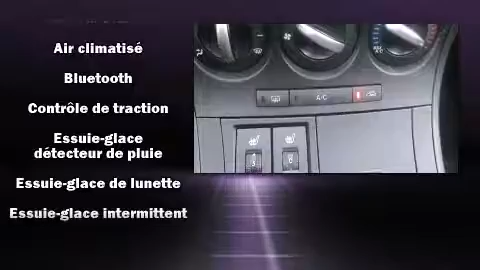 Air climatisé
Bluetooth
Contrôle de traction
Essuie-glace
détecteur de pluie
Essuie-glace de lunette
Essuie-glace intermittent
A/C